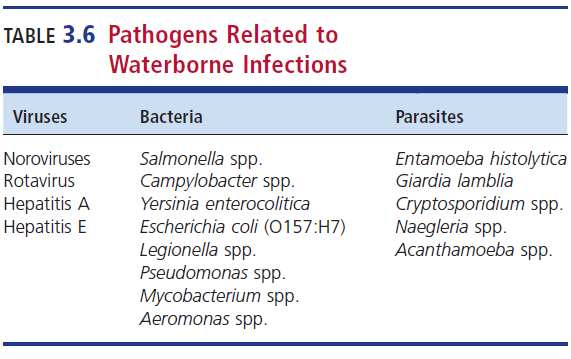 TABLE 3.6 Pathogens Related to
Waterborne Infections
Viruses Bacteria Parasites
Noroviruses Salmonella spp. Entamoeba histolytica
Rotavirus Campylobacter spp. Giardia lamblia
Hepatitis A Yersinia enterocolitica Cryptosporidium spp.
Hepatitis E Escherichia coli (O157:H7) Naegleria spp.
Legionella spp. Acanthamoeba spp.
Pseudomonas spp.
Mycobacterium spp.
Aeromonas spp.